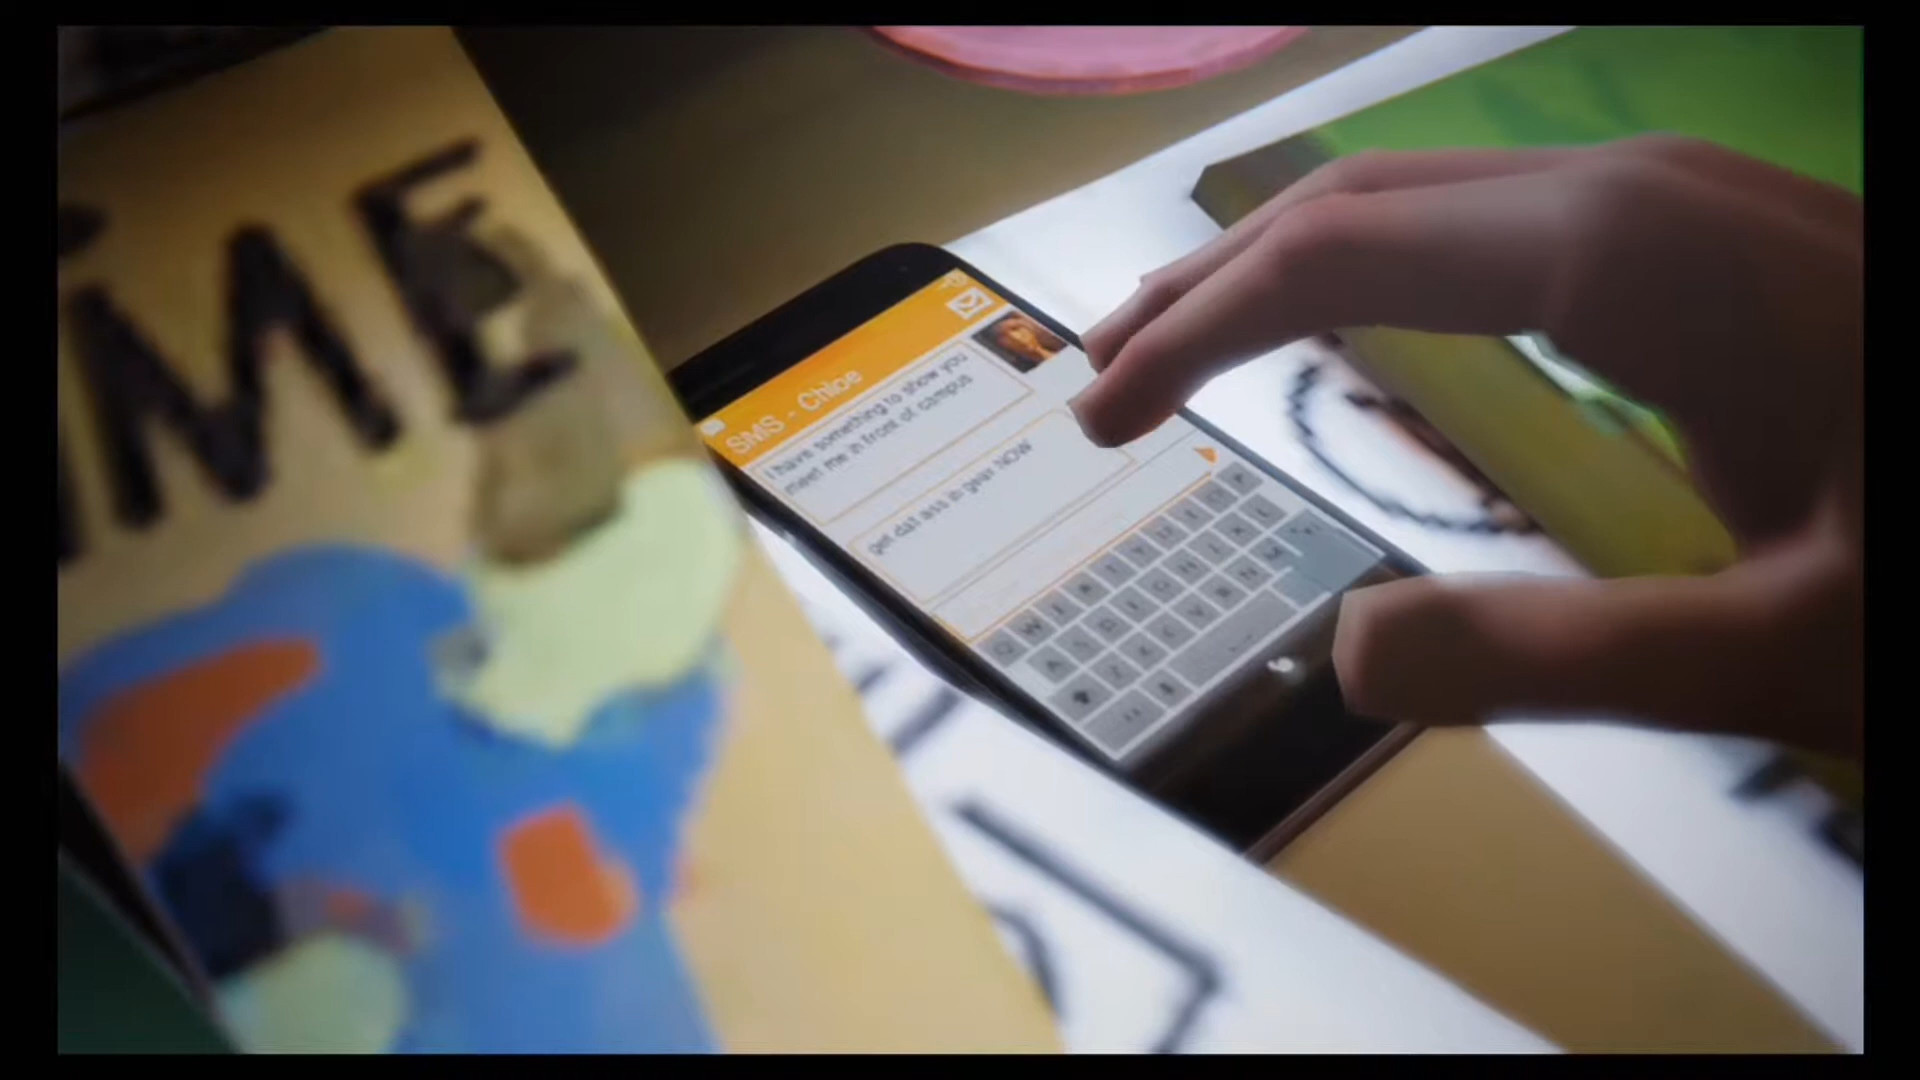 IME
SMS - Chloe
I have something to show you
meet me in front of campus
get dat ass in gear NOW